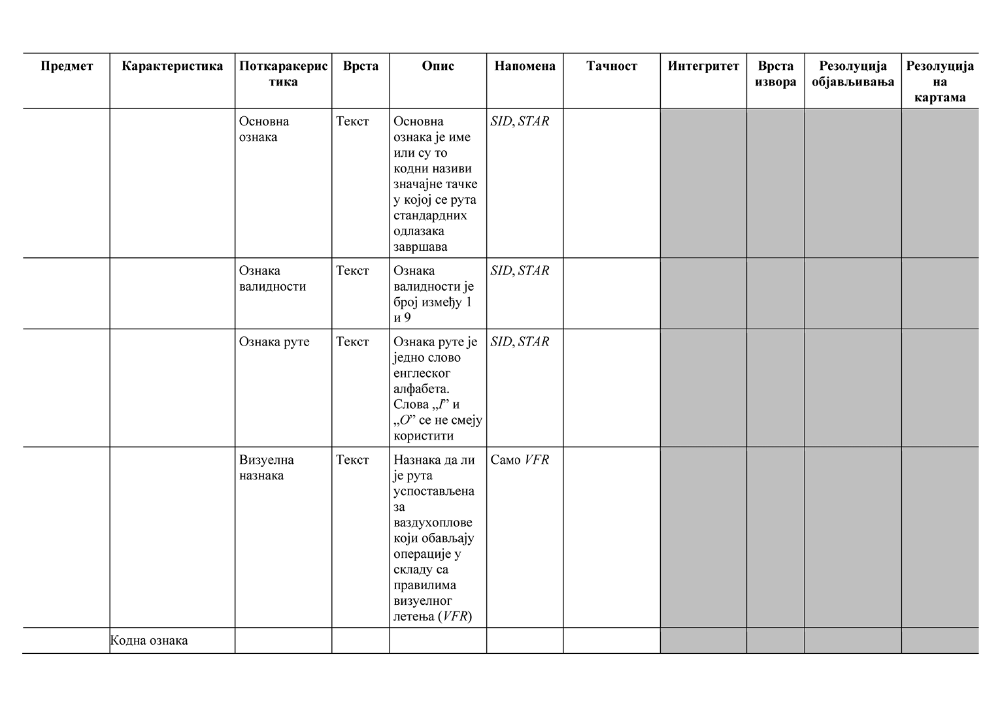 Предмет
Карактеристика
Поткаракерис
тика
Врста
Опис
Напомена
Тачност
Интегритет
Врста
извора
Резолуција
објављивања
Резолуција
на
картама
Основна
ознака
Текст
Основна
ознака је име
или су то
кодни називи
значајне тачке
у којој се рута
стандардних
одлазака
завршава
SID, STAR
Ознака
валидности
Текст
Ознака
валидности је
број између 1
и 9
SID, STAR
Ознака руте
Текст
Ознака руте је
једно слово
енглеског
алфабета.
Слова „I” и
„O” се не смеју
користити
SID, STAR
Визуелна
назнака
Текст
Назнака да ли
је рута
успостављена
за
ваздухоплове
који обављају
операције у
складу са
правилима
визуелног
летења (VFR)
Само VFR
Кодна ознака